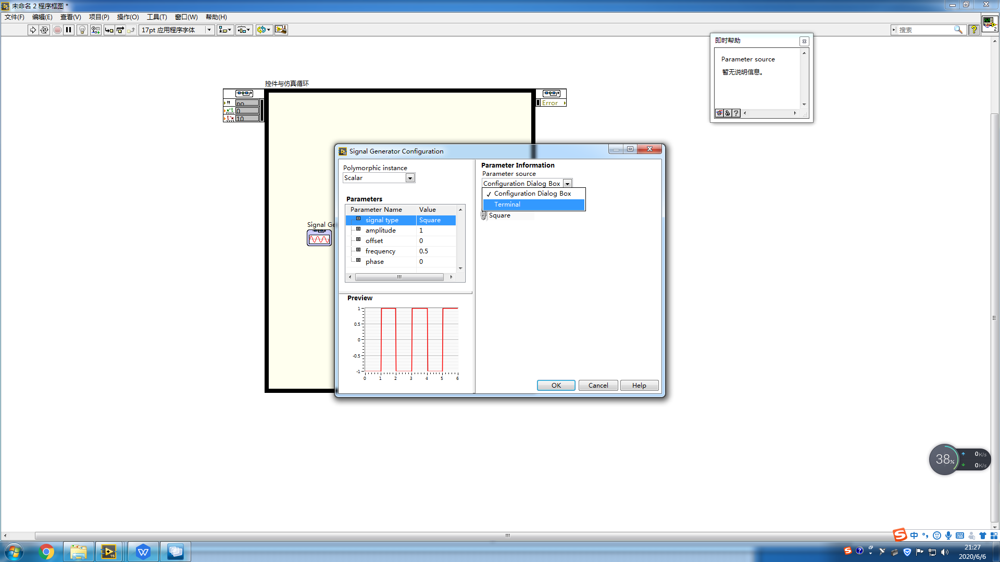 未命名 2 程序框图 *
文件(F) 编辑(E) 查看(V) 项目(P) 操作(O) 工具(T) 窗口(W) 帮助(H)
17pt 应用程序字体
搜索
2
即时帮助
Parameter source
暂无说明信息。
控件与仿真循环
no
0
10
Error
Signal Ge
Signal Generator Configuration
Polymorphic instance
Scalar
Parameters
Parameter Name Value
signal type Square
amplitude 1
offset 0
frequency 0.5
phase 0
Preview
1
0.5
0
-0.5
-1
0 1 2 3 4 5 6
Parameter Information
Parameter source
Configuration Dialog Box
✓ Configuration Dialog Box
Terminal
Square
OK Cancel Help
38%
0K/s
0K/s
中
21:27
2020/6/6